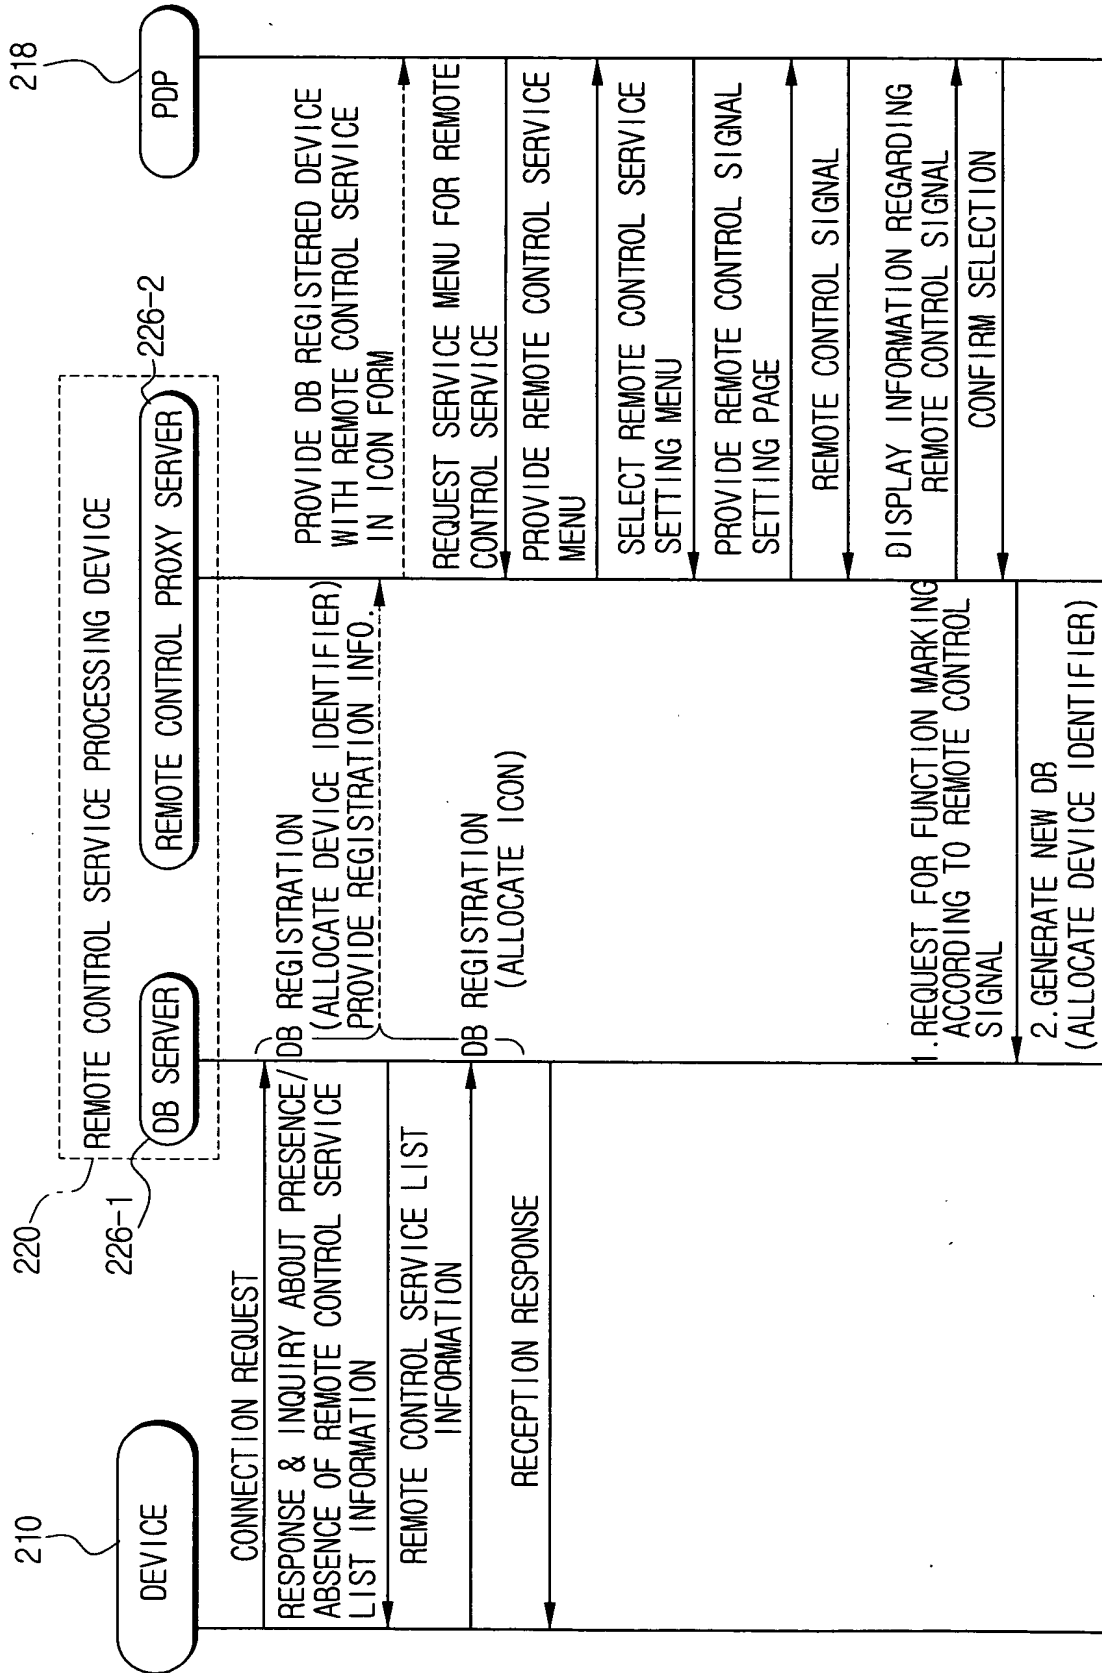 210
DEVICE
220
REMOTE CONTROL SERVICE PROCESSING DEVICE
226-1
DB SERVER
REMOTE CONTROL PROXY SERVER
226-2
218
PDP
CONNECTION REQUEST
RESPONSE & INQUIRY ABOUT PRESENCE/
ABSENCE OF REMOTE CONTROL SERVICE
LIST INFORMATION
REMOTE CONTROL SERVICE LIST
INFORMATION
RECEPTION RESPONSE
DB REGISTRATION
(ALLOCATE DEVICE IDENTIFIER)
PROVIDE REGISTRATION INFO.
DB REGISTRATION
(ALLOCATE ICON)
PROVIDE DB REGISTERED DEVICE
WITH REMOTE CONTROL SERVICE
IN ICON FORM
REQUEST SERVICE MENU FOR REMOTE
CONTROL SERVICE
PROVIDE REMOTE CONTROL SERVICE
MENU
SELECT REMOTE CONTROL SERVICE
SETTING MENU
PROVIDE REMOTE CONTROL SIGNAL
SETTING PAGE
REMOTE CONTROL SIGNAL
DISPLAY INFORMATION REGARDING
REMOTE CONTROL SIGNAL
CONFIRM SELECTION
1.REQUEST FOR FUNCTION MARKING
ACCORDING TO REMOTE CONTROL
SIGNAL
2.GENERATE NEW DB
(ALLOCATE DEVICE IDENTIFIER)